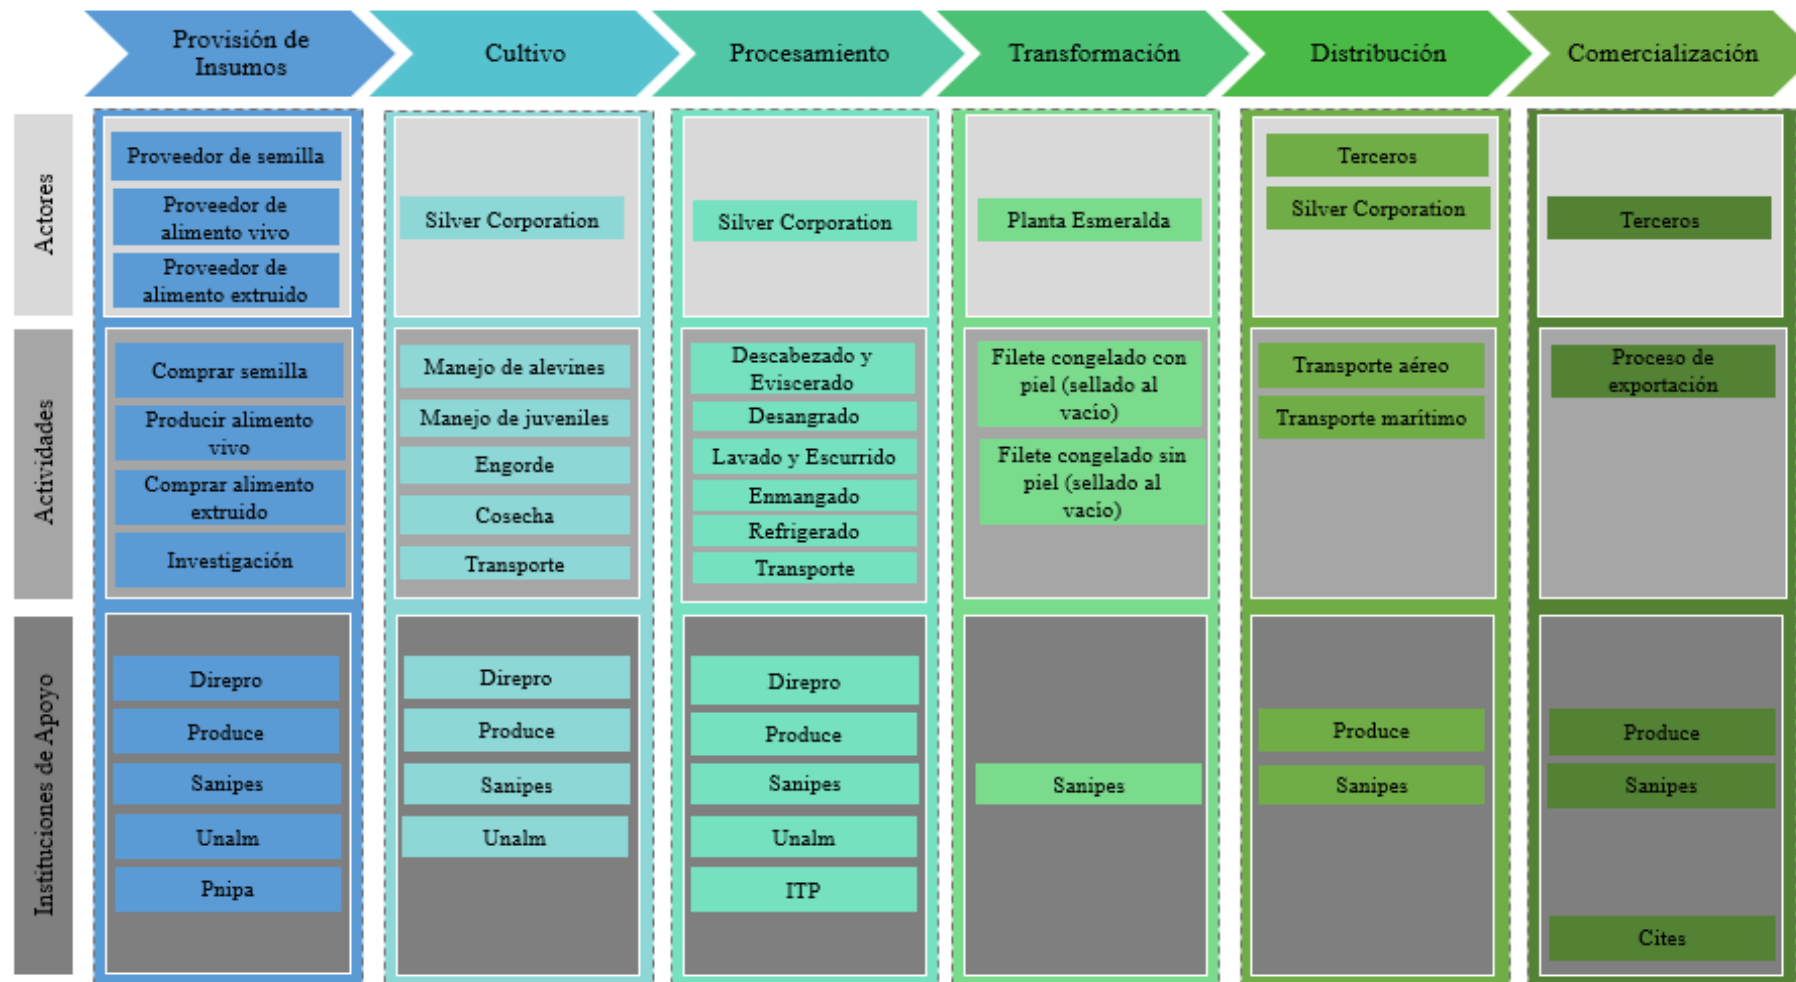 Provisión de
Insumos
Cultivo
Procesamiento
Transformación
Distribución
Comercialización
Actores
Proveedor de semilla
Proveedor de
alimento vivo
Proveedor de
alimento extruido
Silver Corporation
Silver Corporation
Planta Esmeralda
Terceros
Silver Corporation
Terceros
Actividades
Comprar semilla
Producir alimento
vivo
Comprar alimento
extruido
Investigación
Manejo de alevines
Manejo de juveniles
Engorde
Cosecha
Transporte
Descabezado y
Eviscerado
Desangrado
Lavado y Escurrido
Enmangado
Refrigerado
Transporte
Filete congelado con
piel (sellado al
vacío)
Filete congelado sin
piel (sellado al
vacío)
Transporte aéreo
Transporte marítimo
Proceso de
exportación
Instituciones de Apoyo
Direpro
Produce
Sanipes
Unalm
Pnipa
Direpro
Produce
Sanipes
Unalm
Direpro
Produce
Sanipes
Unalm
ITP
Sanipes
Produce
Sanipes
Produce
Sanipes
Cites